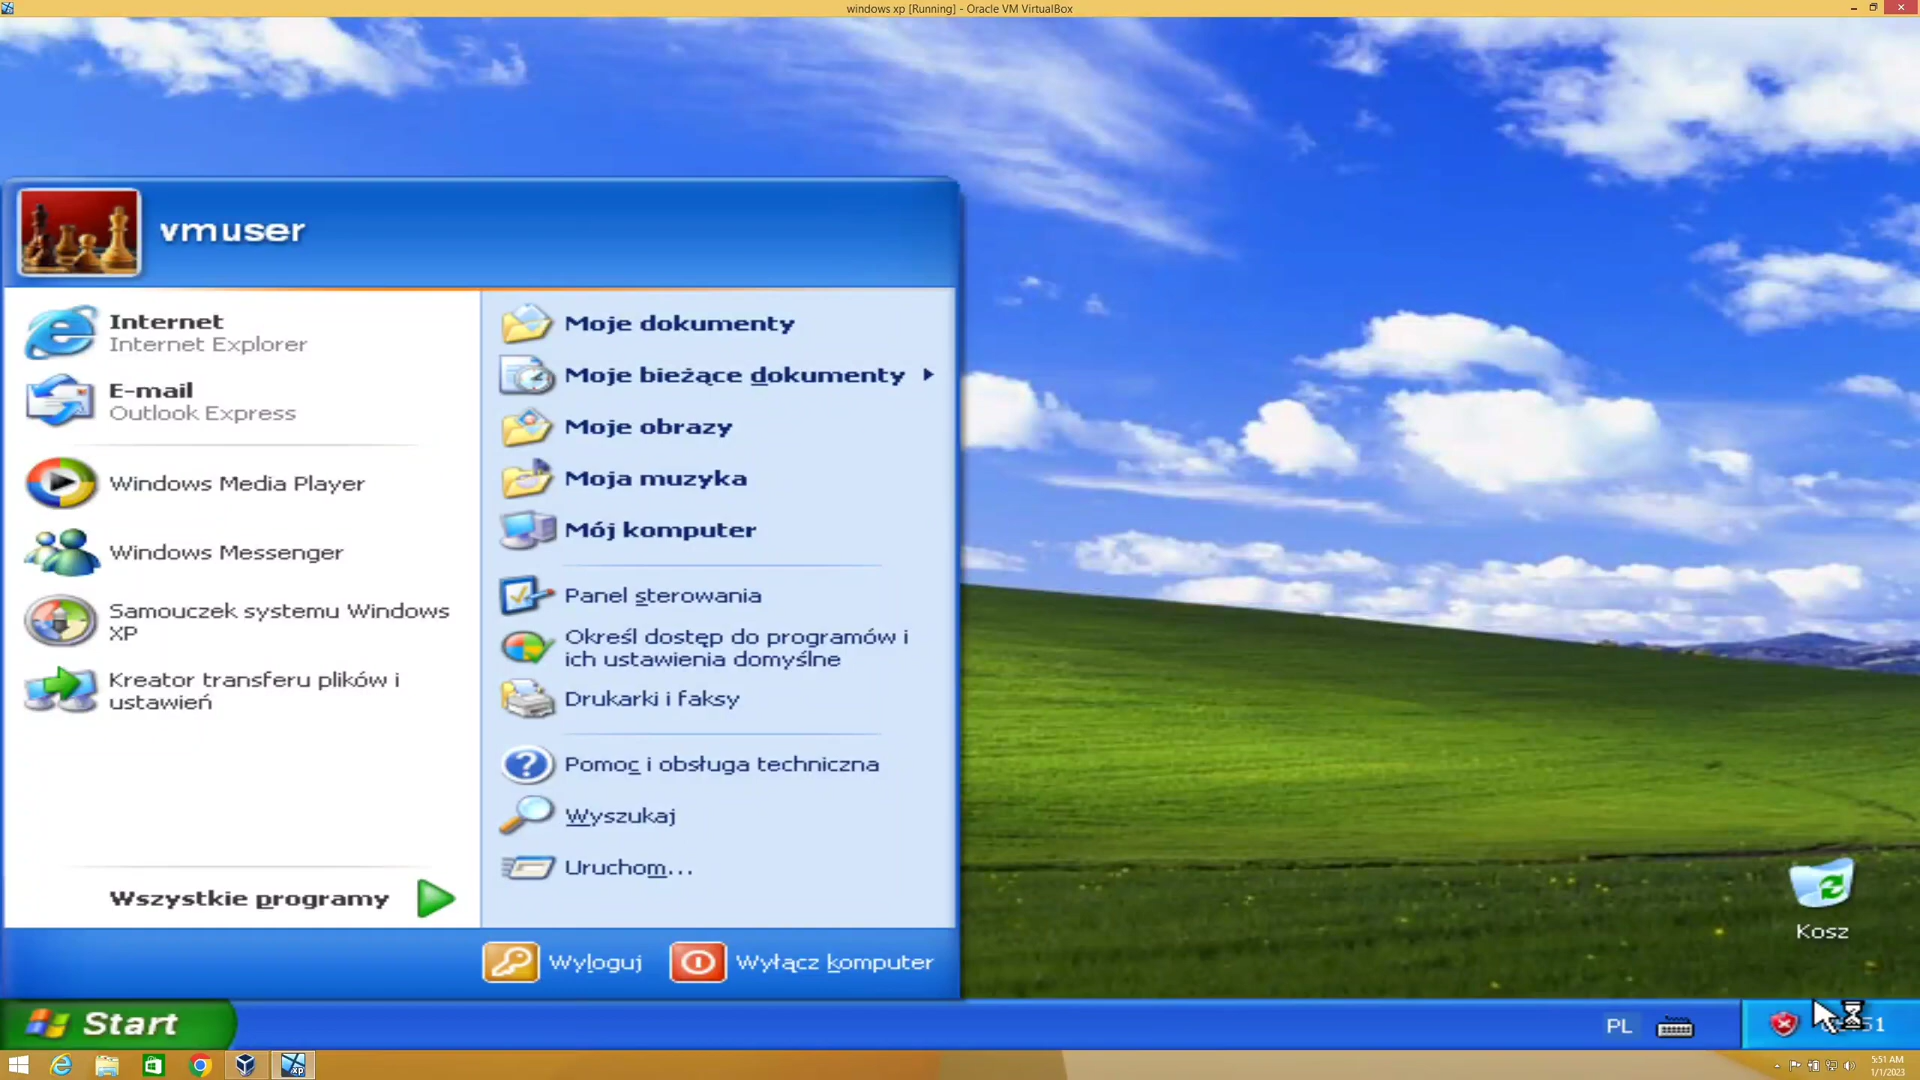 windows xp [Running] - Oracle VM VirtualBox
vmuser
Internet
Internet Explorer
E-mail
Outlook Express
Windows Media Player
Windows Messenger
Samouczek systemu Windows
XP
Kreator transferu plików i
ustawień
Wszystkie programy
Moje dokumenty
Moje bieżące dokumenty
Moje obrazy
Moja muzyka
Mój komputer
Panel sterowania
Określ dostęp do programów i
ich ustawienia domyślne
Drukarki i faksy
Pomoc i obsługa techniczna
Wyszukaj
Uruchom...
Wyloguj
Wyłącz komputer
Kosz
Start
PL
51
xp
5:51 AM
1/1/2023